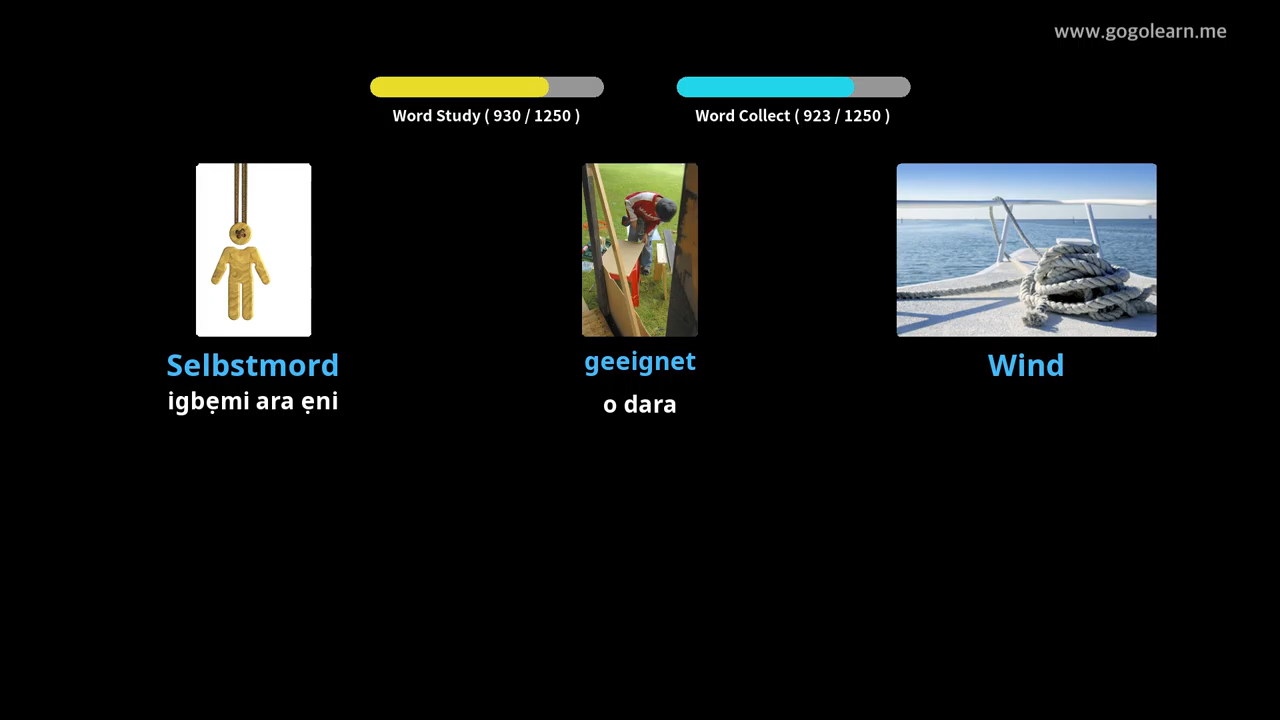 www.gogolearn.me
Word Study ( 930 / 1250 )
Word Collect ( 923 / 1250 )
Selbstmord
igbẹmi ara ẹni
geeignet
o dara
Wind